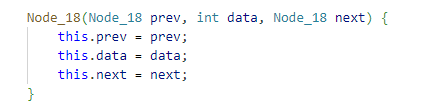 Node_18(Node_18 prev, int data, Node_18 next) {
    this.prev = prev;
    this.data = data;
    this.next = next;
}